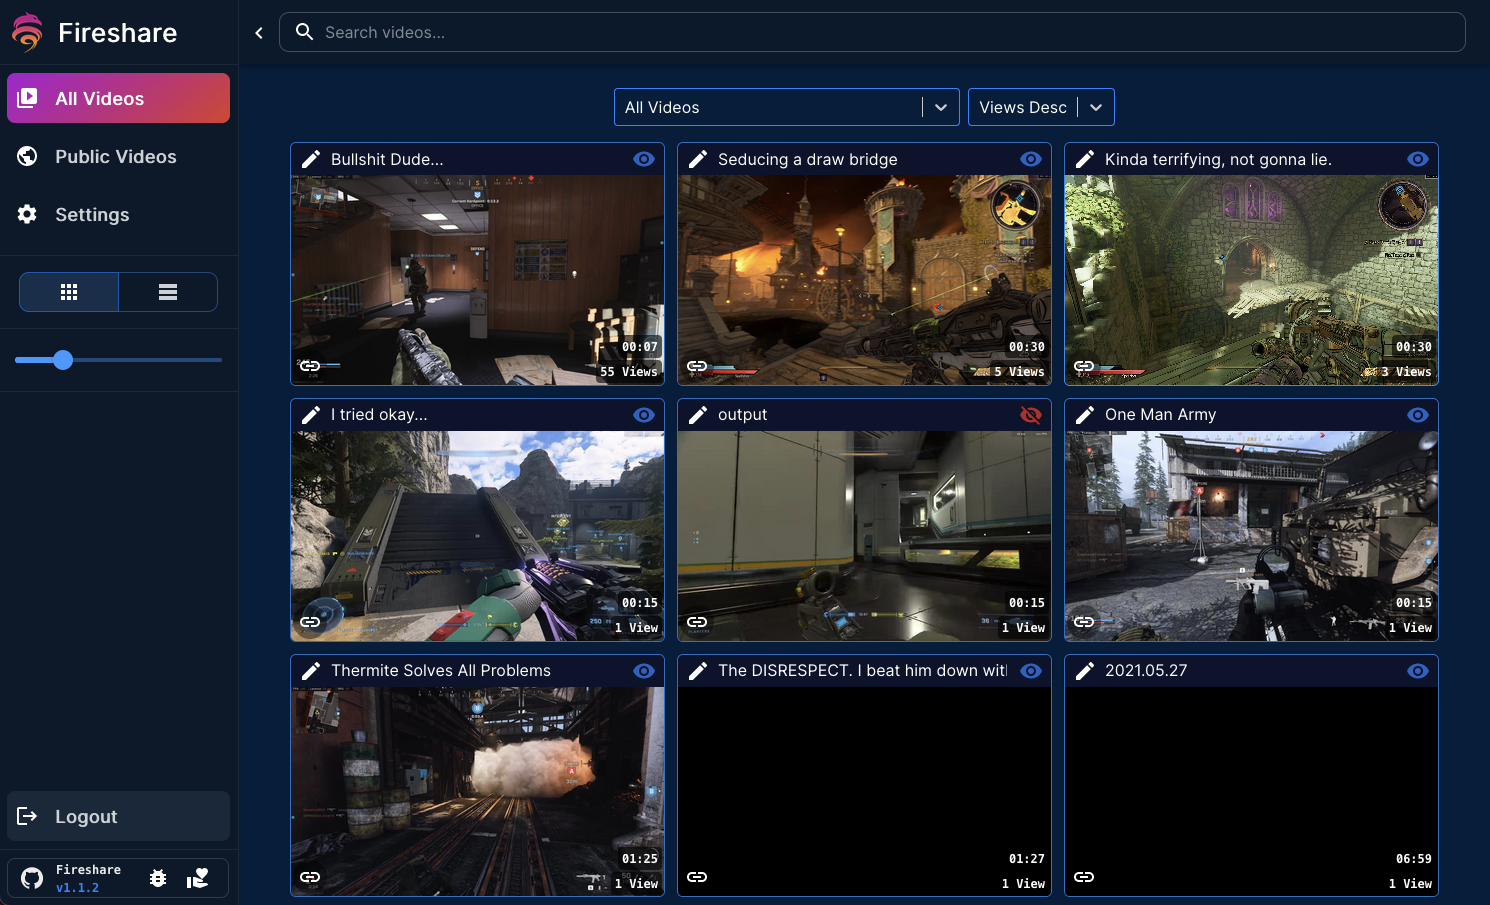 Fireshare
Search videos...
All Videos
Public Videos
Settings
Logout
Fireshare
v1.1.2
All Videos
Views Desc
Bullshit Dude...
00:07
55 Views
Seducing a draw bridge
00:30
5 Views
Kinda terrifying, not gonna lie.
00:30
3 Views
I tried okay...
00:15
1 View
output
00:15
1 View
One Man Army
00:15
1 View
Thermite Solves All Problems
01:25
1 View
The DISRESPECT. I beat him down
01:27
1 View
2021.05.27
06:59
1 View